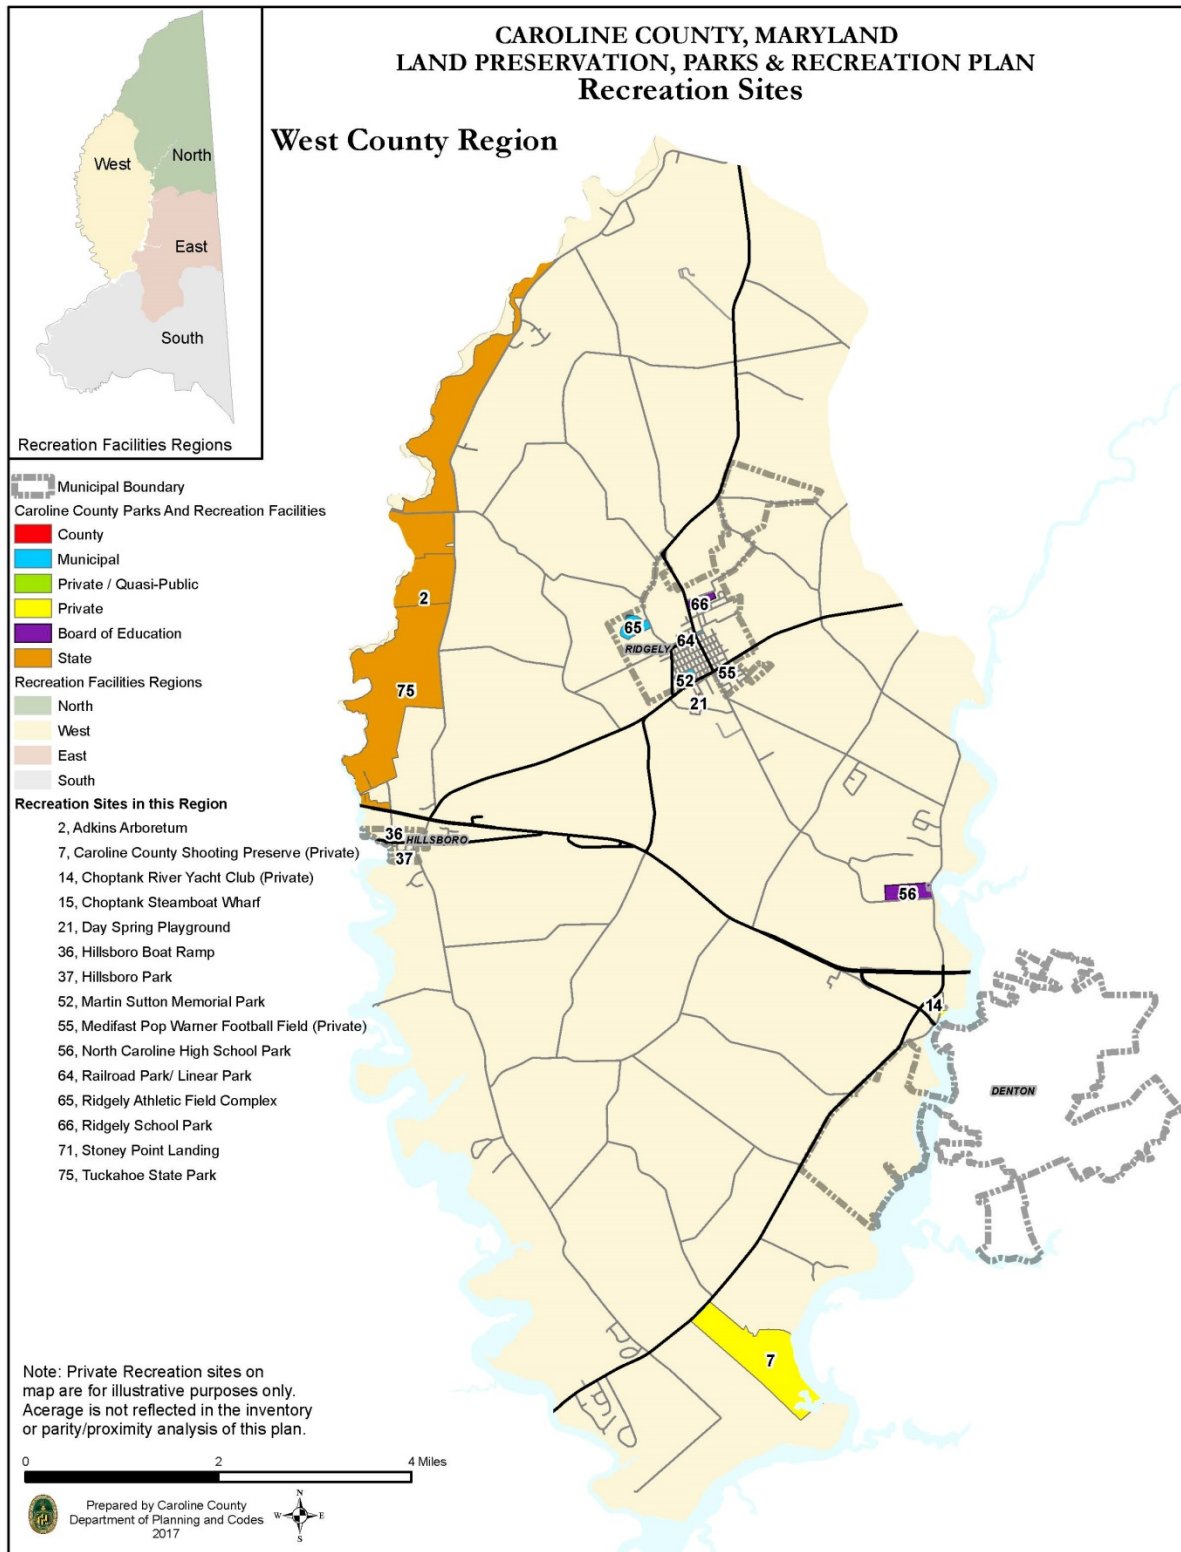 CAROLINE COUNTY, MARYLAND
LAND PRESERVATION, PARKS & RECREATION PLAN
Recreation Sites
West County Region
West
North
East
South
Recreation Facilities Regions
Municipal Boundary
Caroline County Parks And Recreation Facilities
County
Municipal
Private / Quasi-Public
Private
Board of Education
State
Recreation Facilities Regions
North
West
East
South
Recreation Sites in this Region
2, Adkins Arboretum
7, Caroline County Shooting Preserve (Private)
14, Choptank River Yacht Club (Private)
15, Choptank Steamboat Wharf
21, Day Spring Playground
36, Hillsboro Boat Ramp
37, Hillsboro Park
52, Martin Sutton Memorial Park
55, Medifast Pop Warner Football Field (Private)
56, North Caroline High School Park
64, Railroad Park/ Linear Park
65, Ridgely Athletic Field Complex
66, Ridgely School Park
71, Stoney Point Landing
75, Tuckahoe State Park
2
66
65
64
RIDGELY
55
52
75
21
36
HILLSBORO
37
56
14
DENTON
7
Note: Private Recreation sites on
map are for illustrative purposes only.
Acerage is not reflected in the inventory
or parity/proximity analysis of this plan.
0 2 4 Miles
Prepared by Caroline County
Department of Planning and Codes
2017
N
W E
S